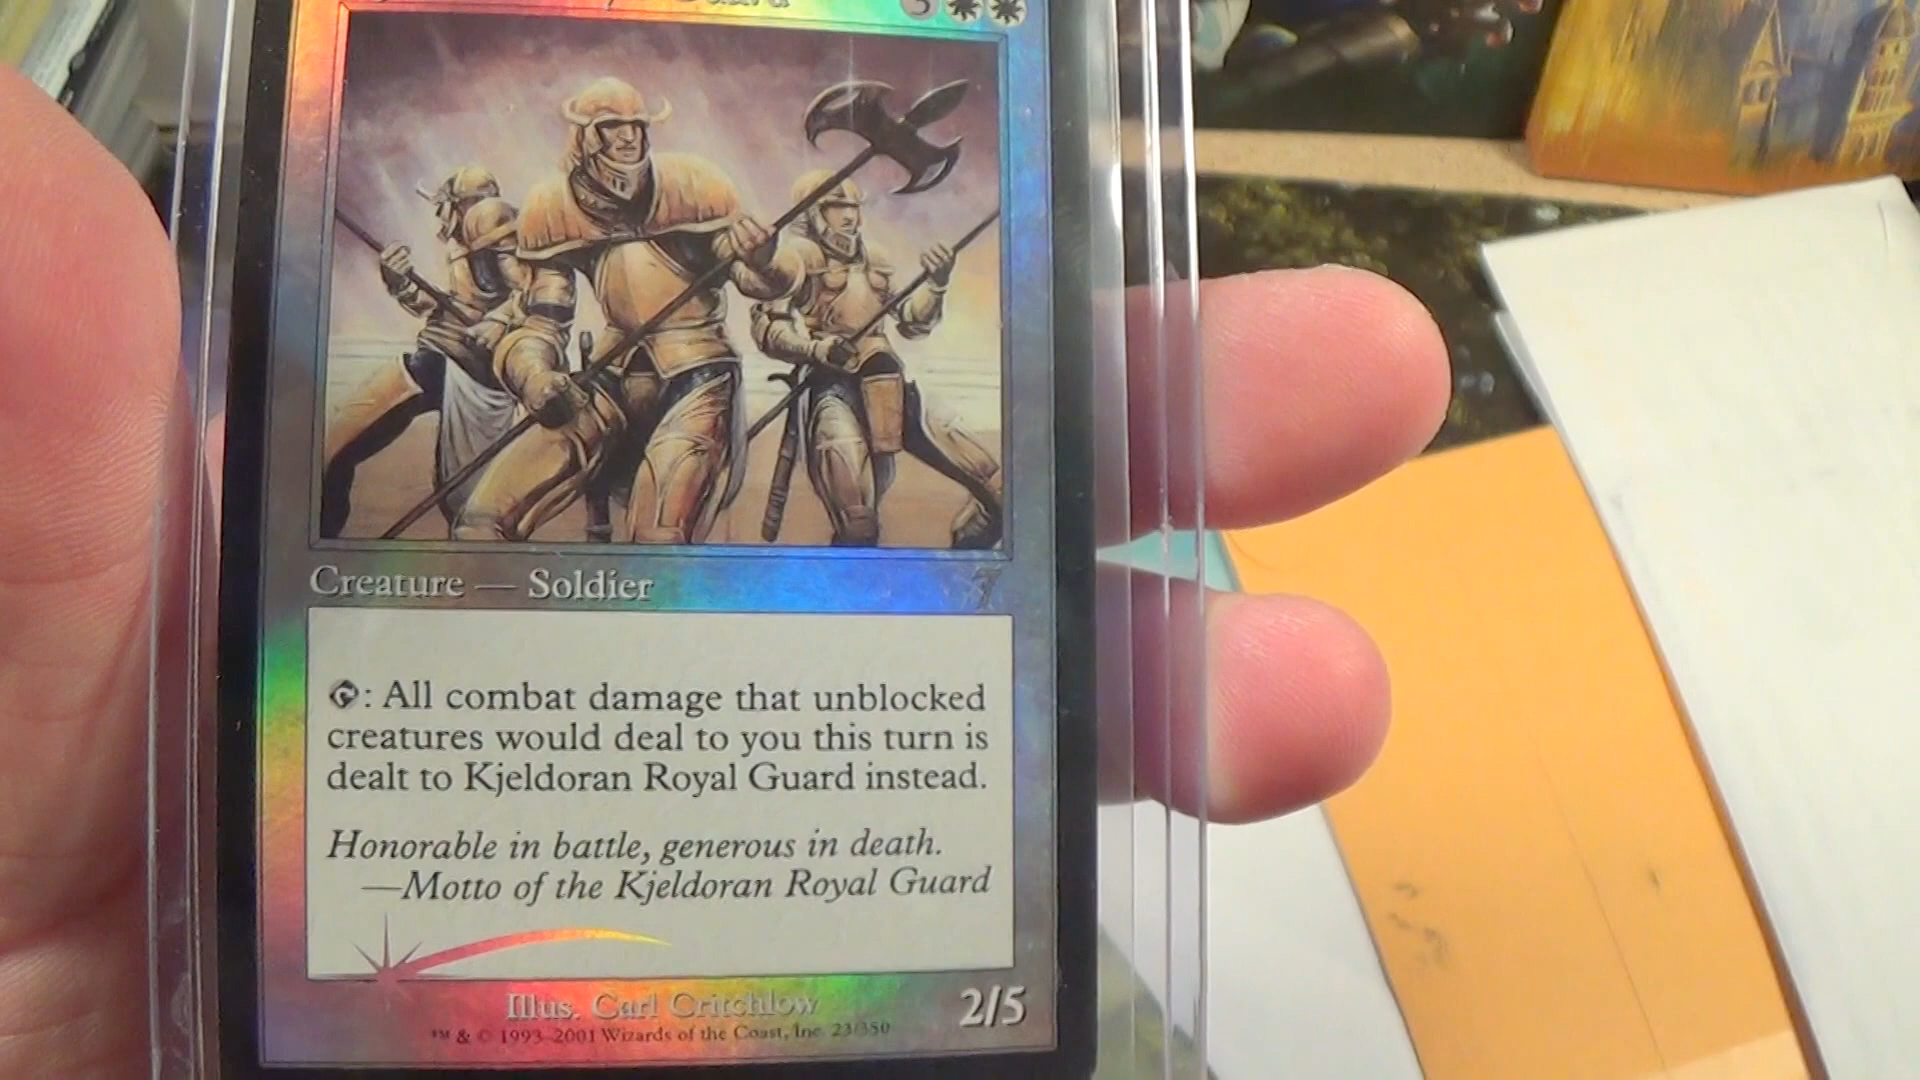 3
Creature — Soldier
7
: All combat damage that unblocked
creatures would deal to you this turn is
dealt to Kjeldoran Royal Guard instead.
Honorable in battle, generous in death.
—Motto of the Kjeldoran Royal Guard
Illus. Carl Critchlow
2/5
™ & © 1993-2001 Wizards of the Coast, Inc. 23/350